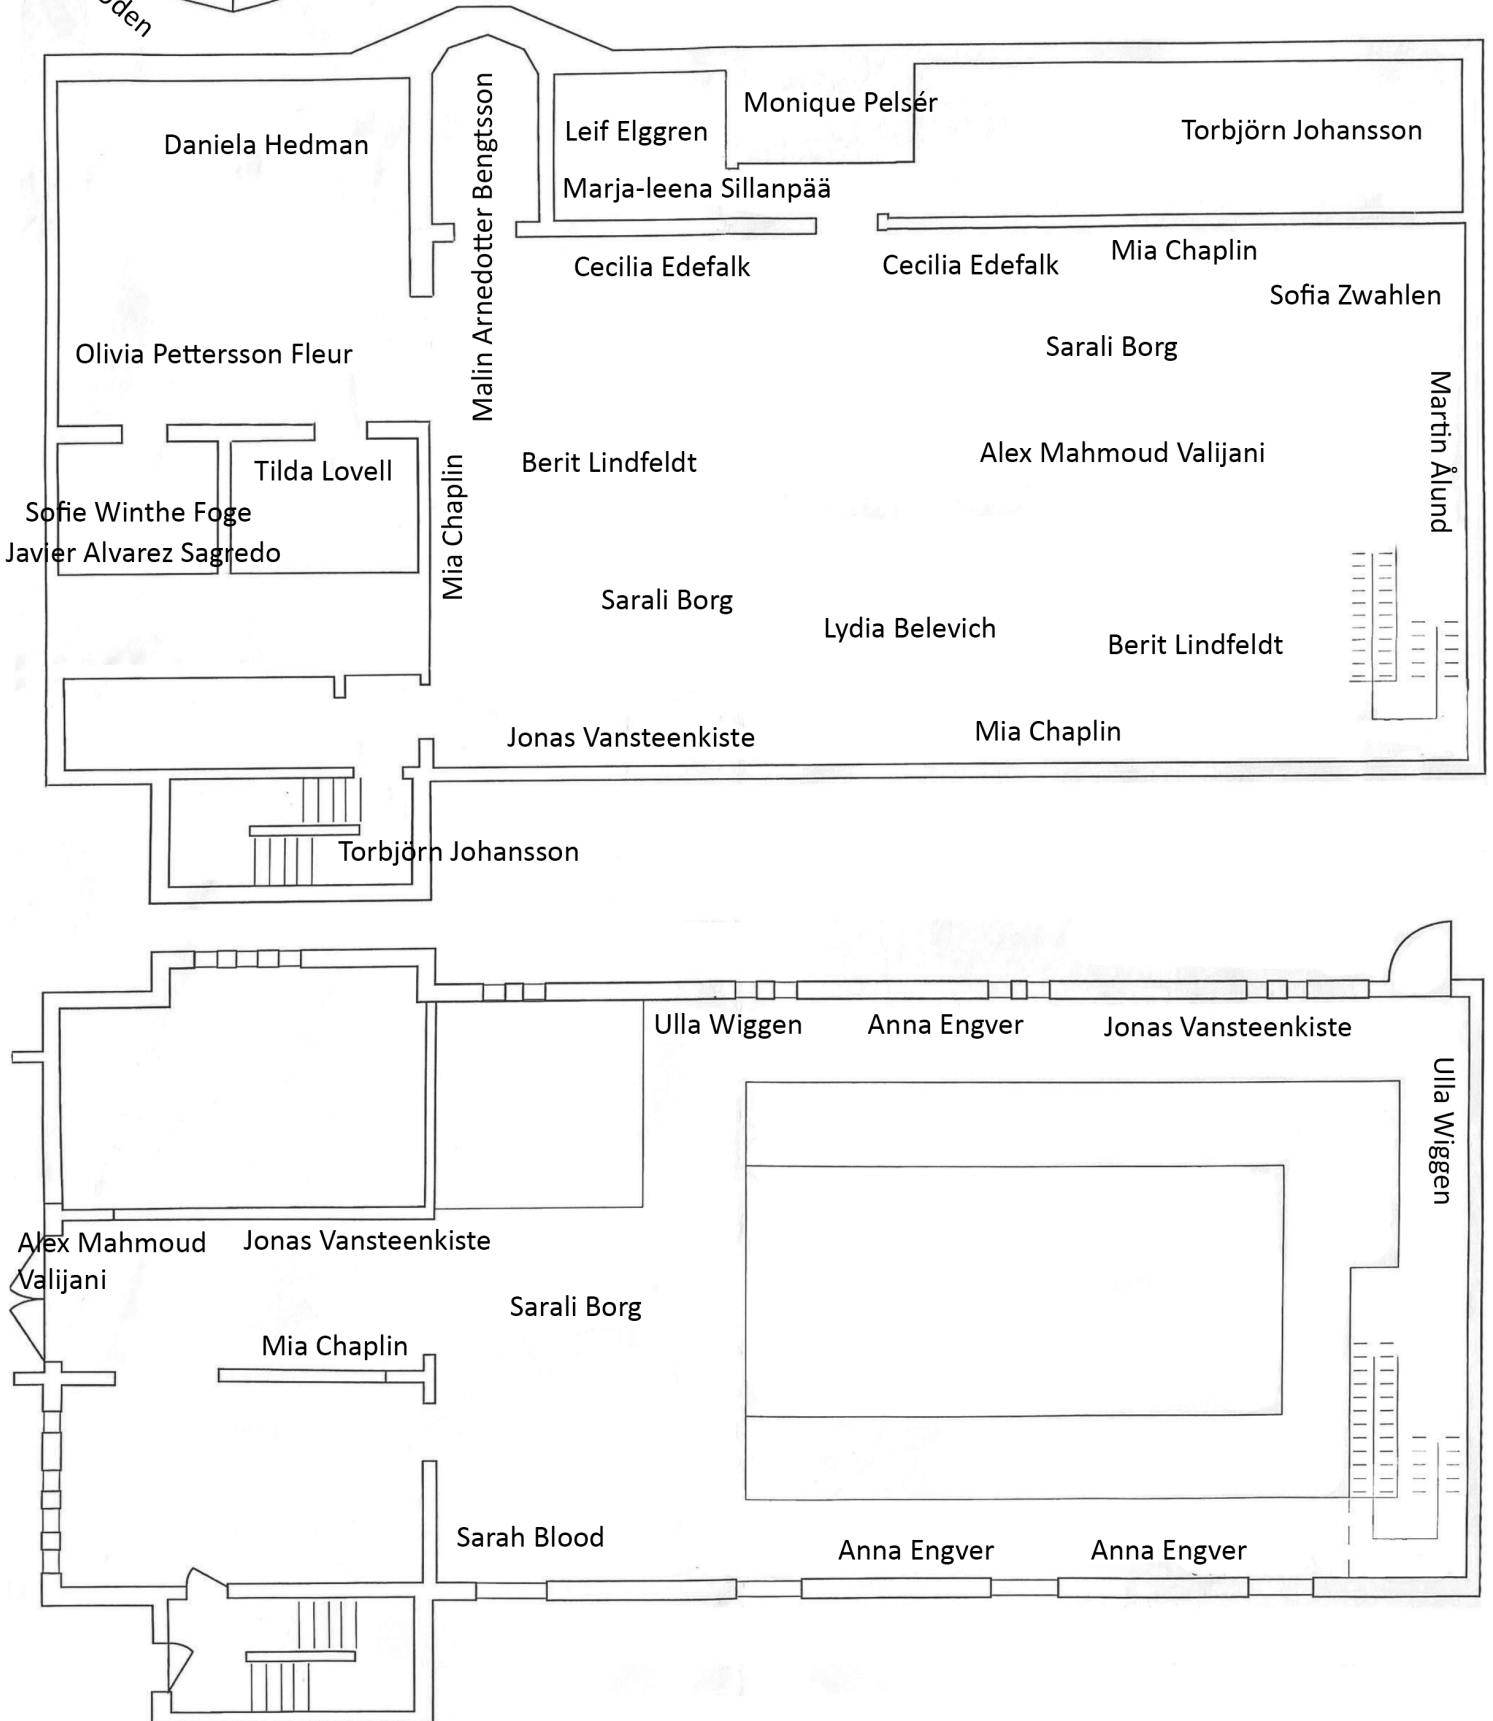 Daniela Hedman
Malin Arnedotter Bengtsson
Leif Elggren
Monique Pelsér
Torbjörn Johansson
Marja-leena Sillanpää
Cecilia Edefalk
Cecilia Edefalk
Mia Chaplin
Sofia Zwahlen
Olivia Pettersson Fleur
Sarali Borg
Martin Ålund
Tilda Lovell
Mia Chaplin
Berit Lindfeldt
Alex Mahmoud Valijani
Sofie Winthe Foge
Javier Alvarez Sagredo
Sarali Borg
Lydia Belevich
Berit Lindfeldt
Jonas Vansteenkiste
Mia Chaplin
Torbjörn Johansson
Ulla Wiggen
Anna Engver
Jonas Vansteenkiste
Ulla Wiggen
Alex Mahmoud
Valijani
Jonas Vansteenkiste
Sarali Borg
Mia Chaplin
Sarah Blood
Anna Engver
Anna Engver